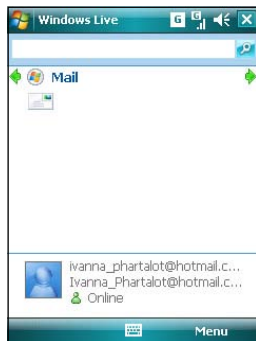 Windows Live
G G
Mail
ivanna_phartalot@hotmail.c...
Ivanna_Phartalot@hotmail.c...
Online
Menu